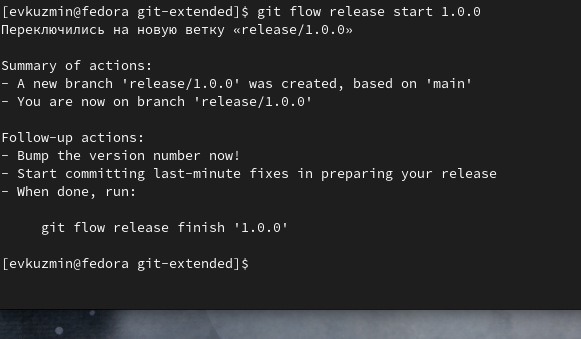 [evkuzmin@fedora git-extended]$ git flow release start 1.0.0
Переключились на новую ветку «release/1.0.0»
Summary of actions:
- A new branch 'release/1.0.0' was created, based on 'main'
- You are now on branch 'release/1.0.0'
Follow-up actions:
- Bump the version number now!
- Start committing last-minute fixes in preparing your release
- When done, run:
git flow release finish '1.0.0'
[evkuzmin@fedora git-extended]$